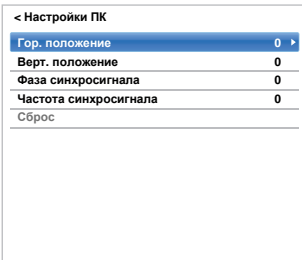 < Настройки ПК
Гор. положение 0
Верт. положение 0
Фаза синхросигнала 0
Частота синхросигнала 0
Сброс